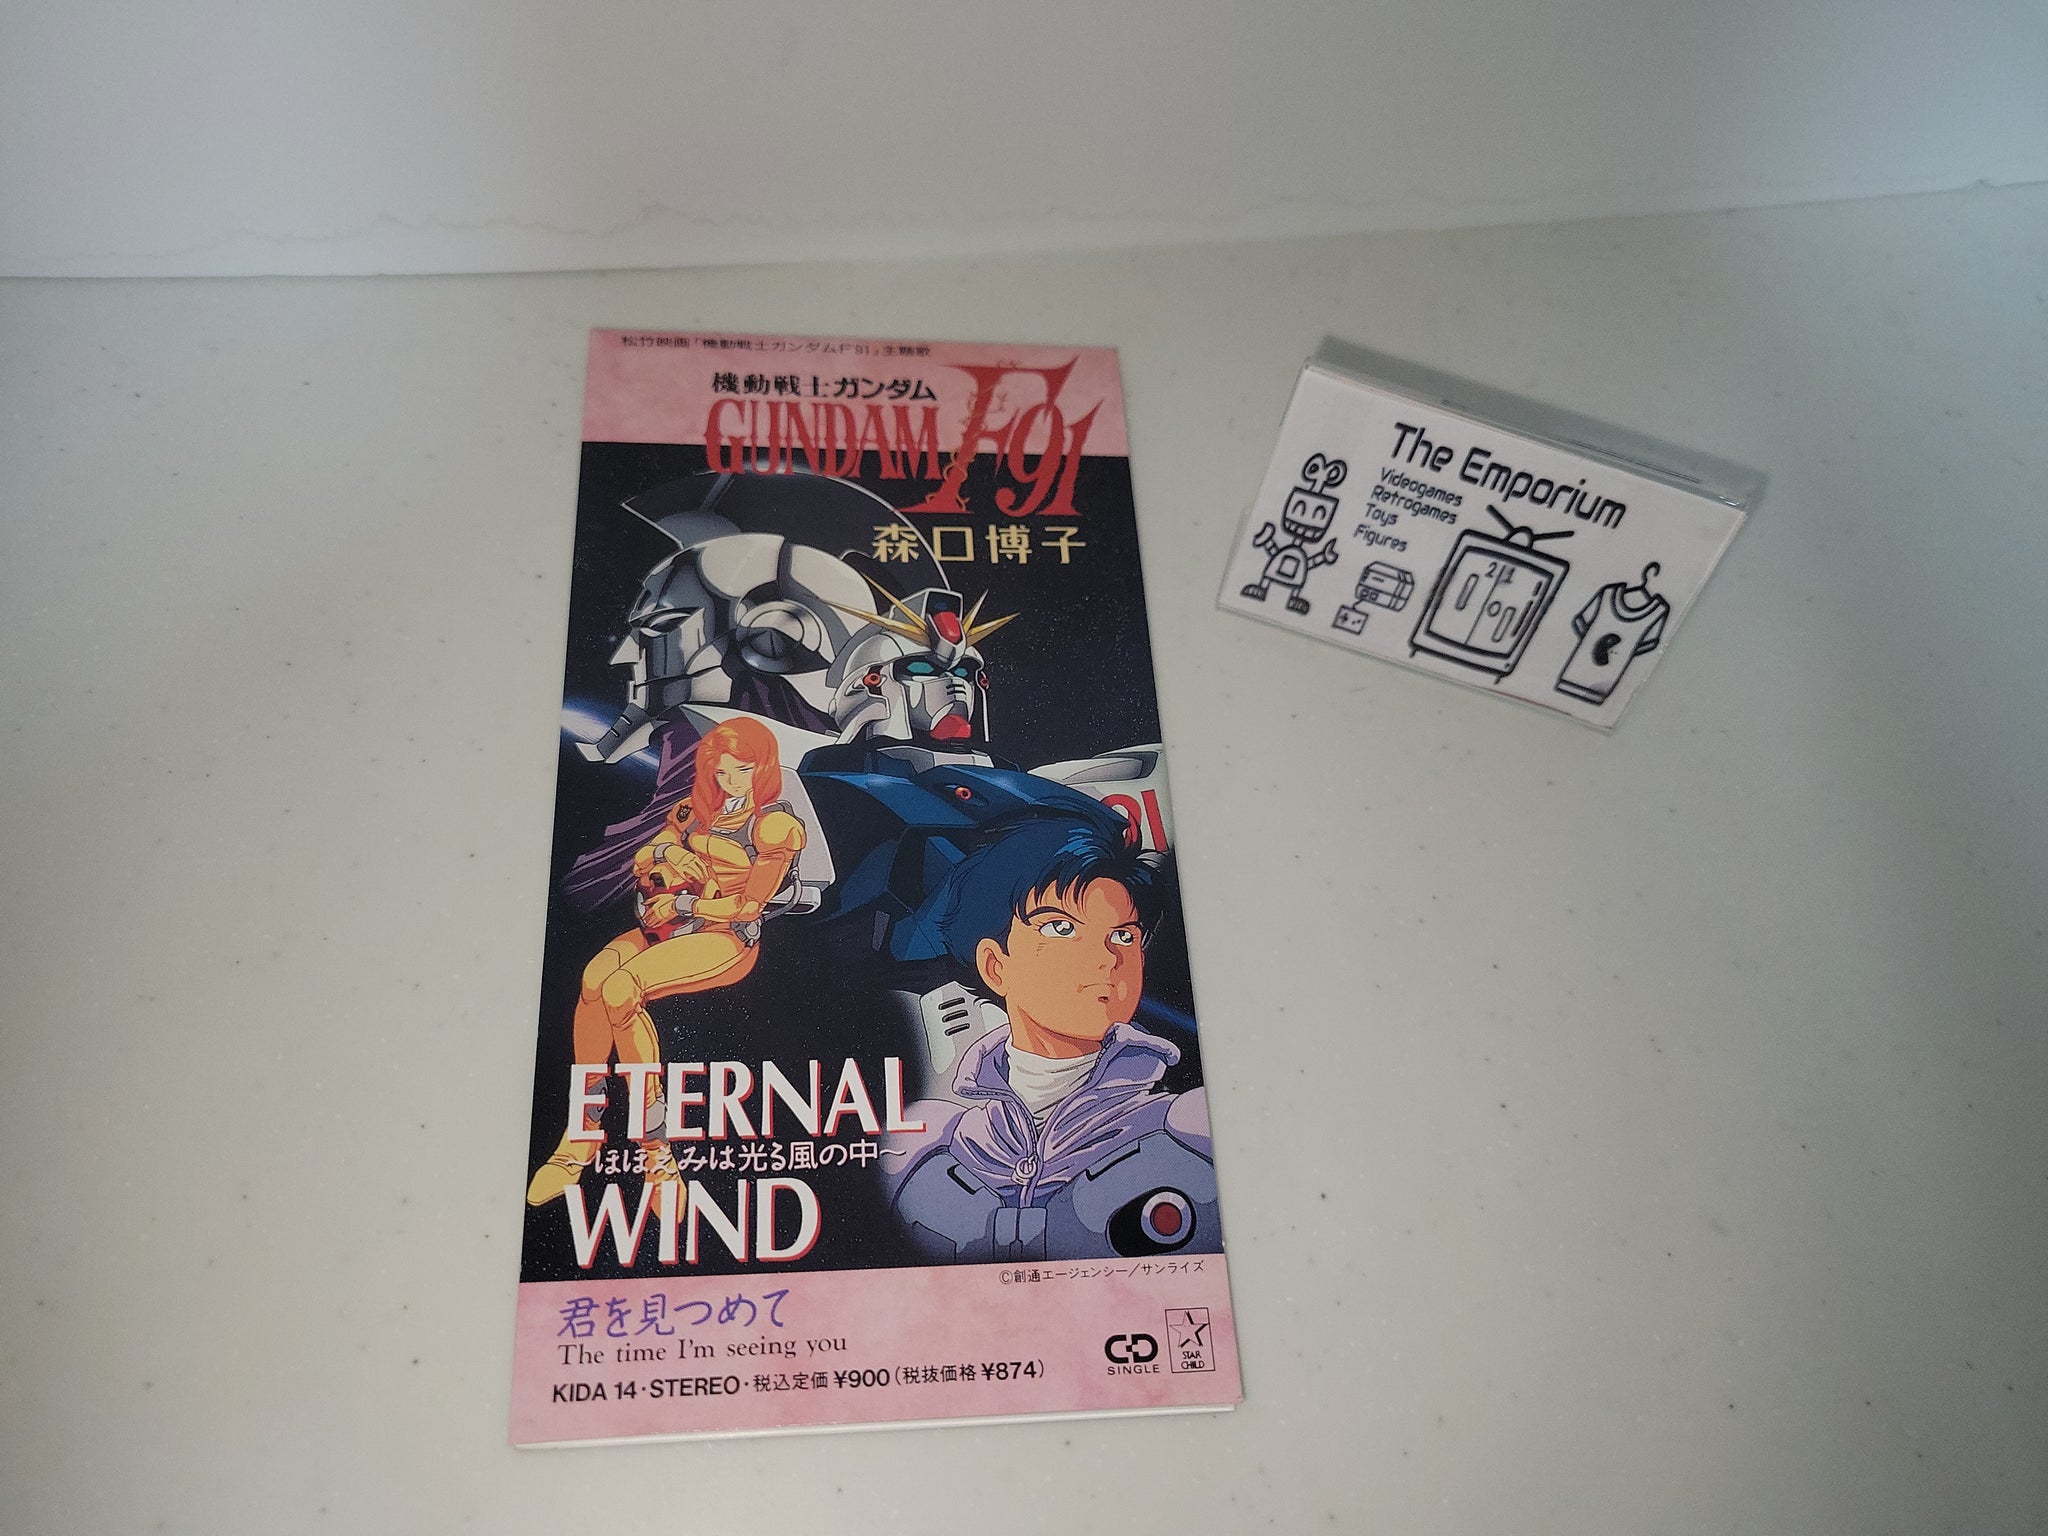 松竹映画「機動戦士ガンダムF91」主題歌
機動戦士ガンダム
GUNDAM F91
森口博子
91
ETERNAL
〜ほほえみは光る風の中〜
WIND
©創通エージェンシー/サンライズ
君を見つめて
The time I'm seeing you
KIDA 14・STEREO・税込定価¥900(税抜価格¥874)
CD
SINGLE
STAR
CHILD
The Emporium
Videogames
Retrogames
Toys
Figures
21